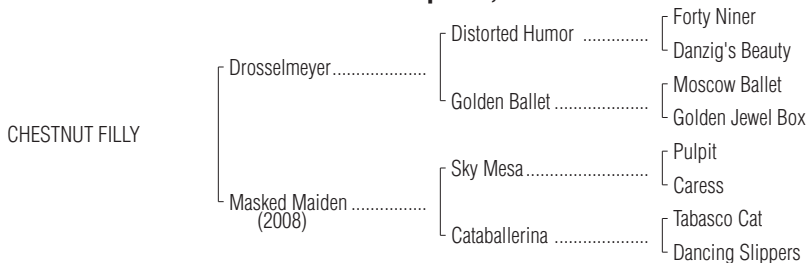 Forty Niner
Distorted Humor ..............
Danzig's Beauty
Drosselmeyer....................
Moscow Ballet
Golden Ballet ....................
Golden Jewel Box
CHESTNUT FILLY
Pulpit
Sky Mesa..........................
Caress
Masked Maiden ................
(2008)
Tabasco Cat
Cataballerina ....................
Dancing Slippers